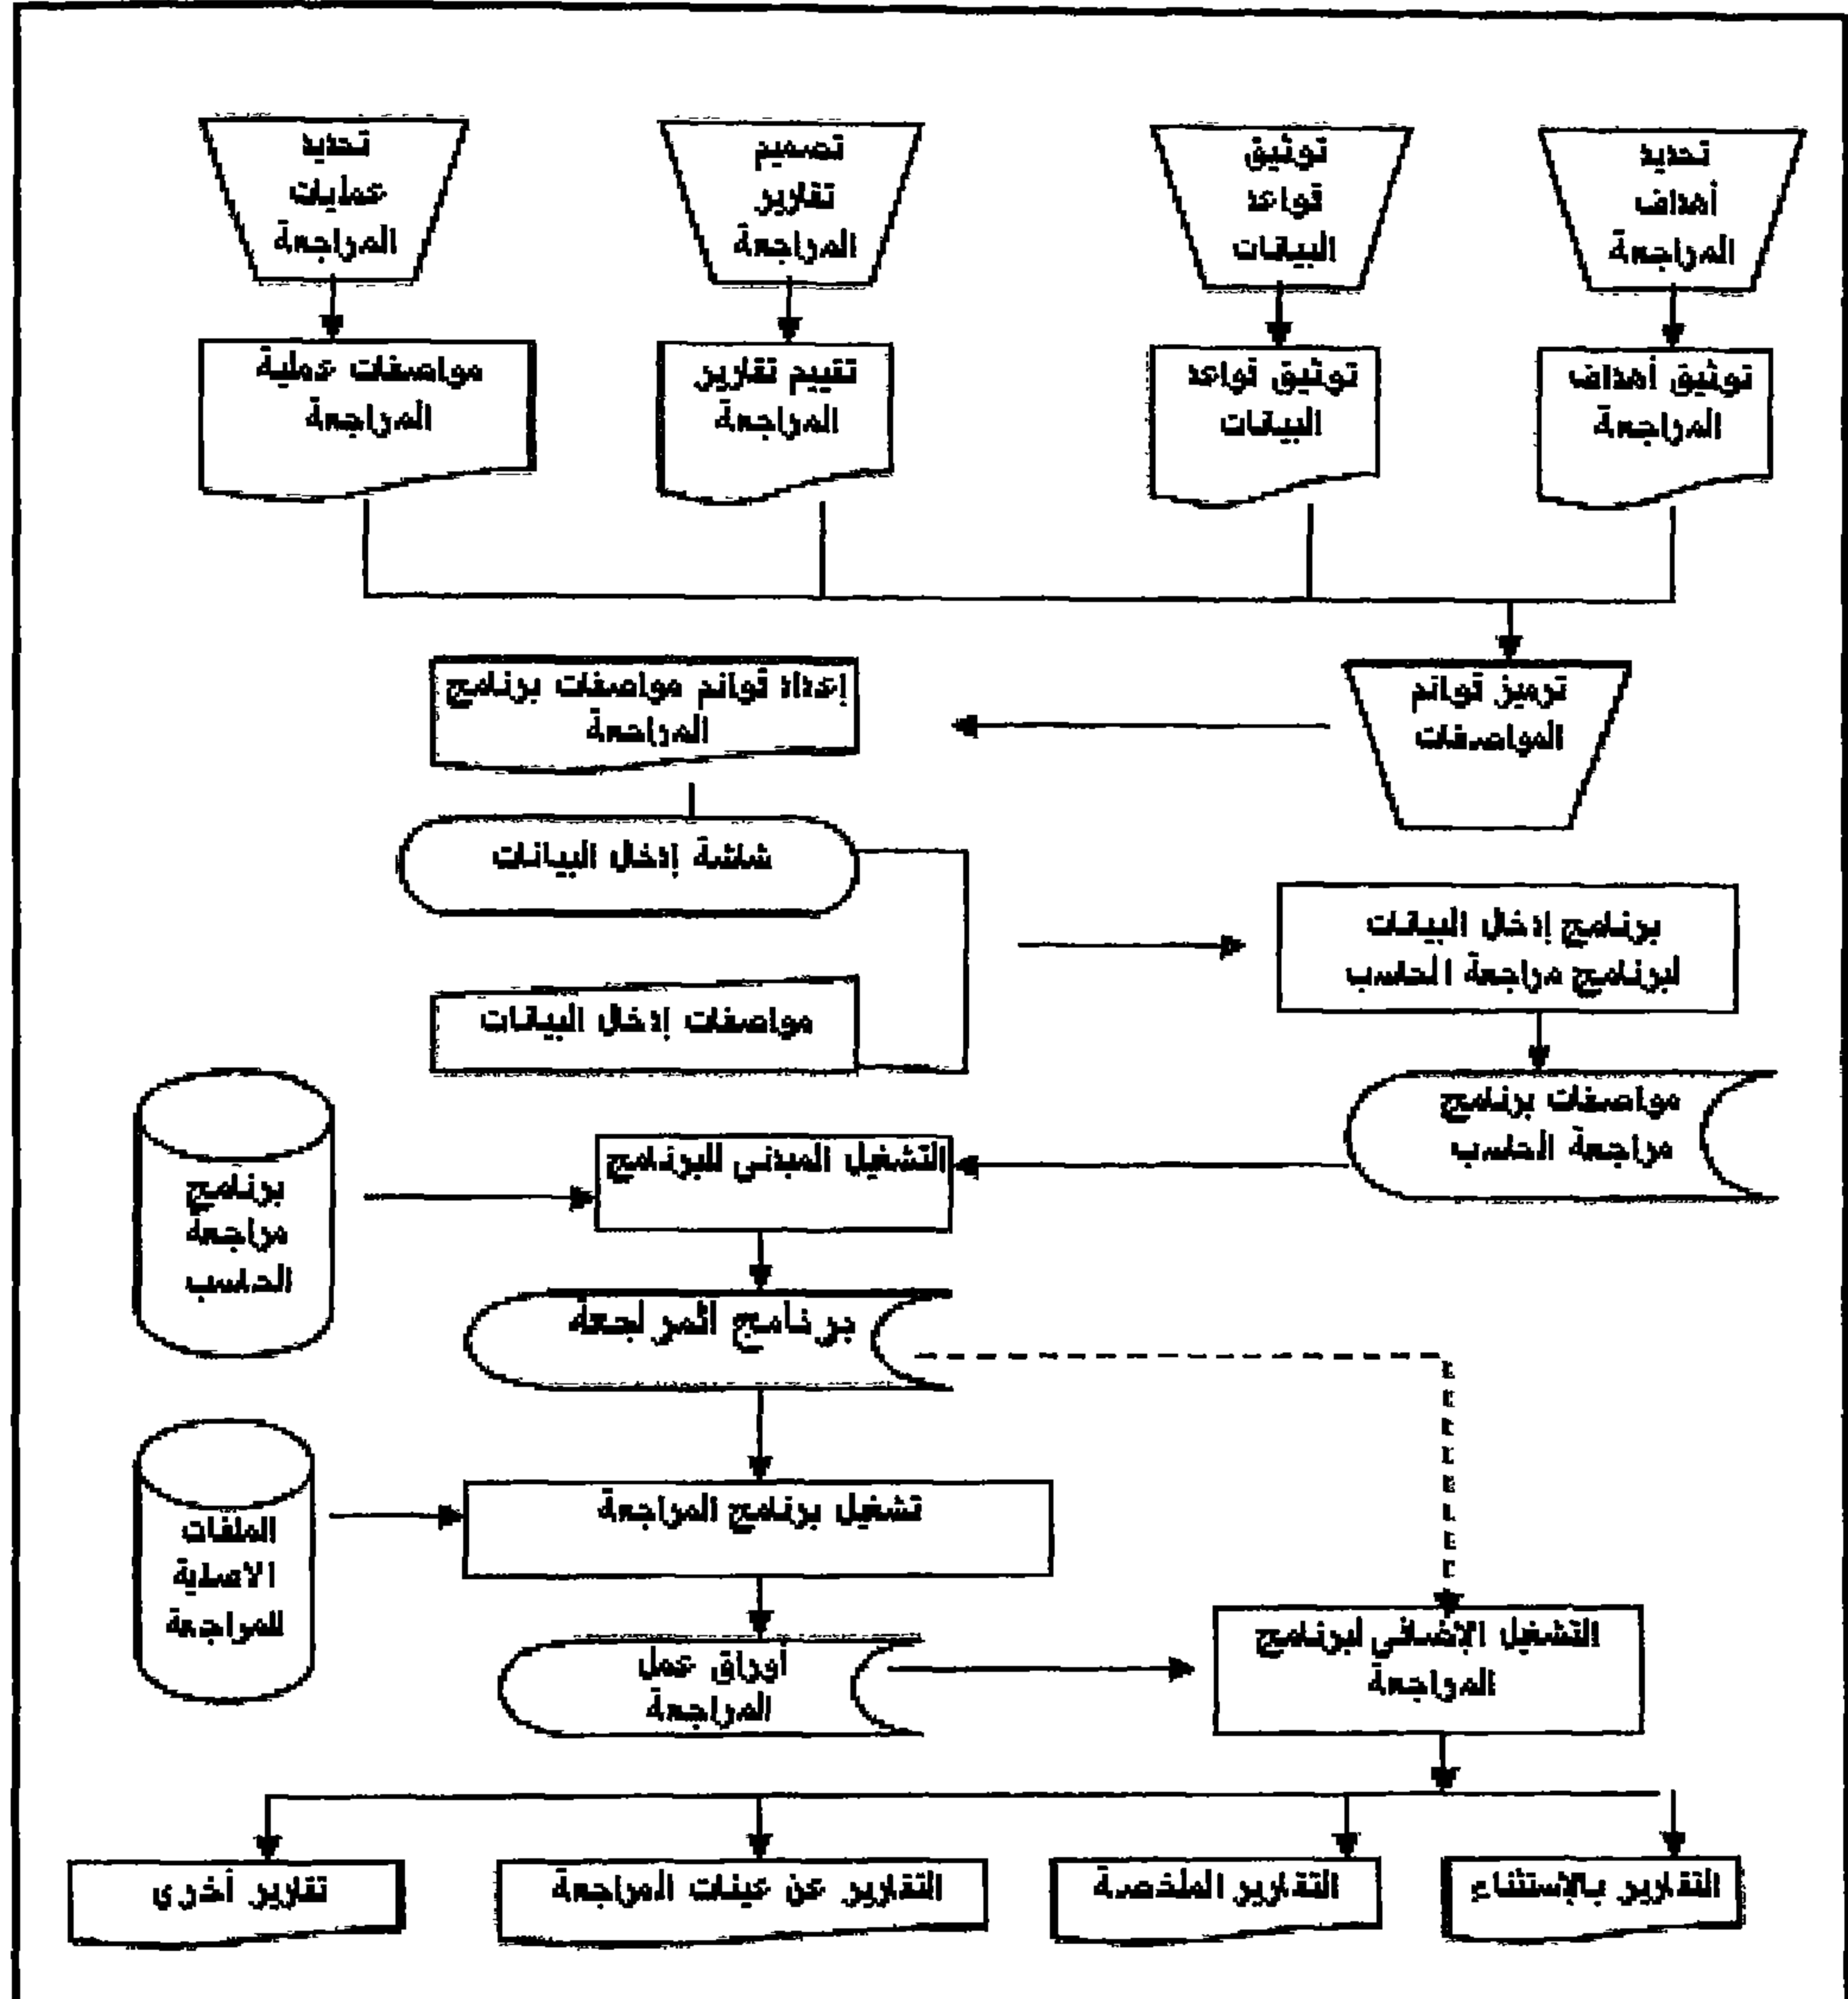 تحديد
أهداف
المراجعة
توثيق
قواعد
البيانات
تصميم
تقارير
المراجعة
تحديد
عمليات
المراجعة
توثيق أهداف
المراجعة
توثيق قواعد
البيانات
تقييم تقارير
المراجعة
مواصفات عملية
المراجعة
ترميز قوائم
المواصفات
إعداد قوائم مواصفات برنامج
المراجعة
شاشة إدخال البيانات
برنامج إدخال البيانات
لبرنامج مراجعة الحاسب
مواصفات إدخال البيانات
مواصفات برنامج
مراجعة الحاسب
التشغيل المبدئى للبرنامج
برنامج
مراجعة
الحاسب
برنامج المراجعة
تشغيل برنامج المراجعة
الملفات
الاصلية
للمراجعة
التشغيل الإضافى لبرنامج
المراجعة
أوراق عمل
المراجعة
التقارير بالإستثناء
التقارير الملخصة
التقارير عن عينات المراجعة
تقارير أخرى